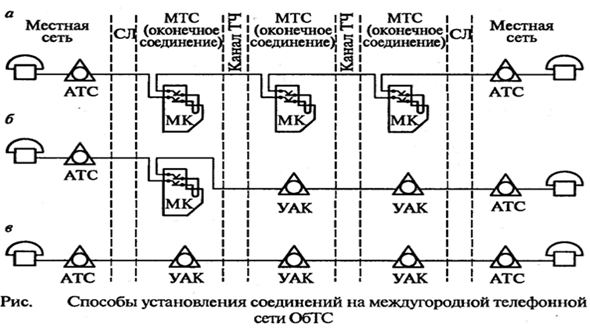 а
Местная сеть
СЛ
МТС (оконечное соединение)
Канал ТЧ
МТС (оконечное соединение)
Канал ТЧ
МТС (оконечное соединение)
СЛ
Местная сеть
АТС
МК
МК
МК
АТС
б
АТС
МК
УАК
УАК
АТС
в
АТС
УАК
УАК
УАК
АТС
Рис. Способы установления соединений на междугородной телефонной
сети ОбТС